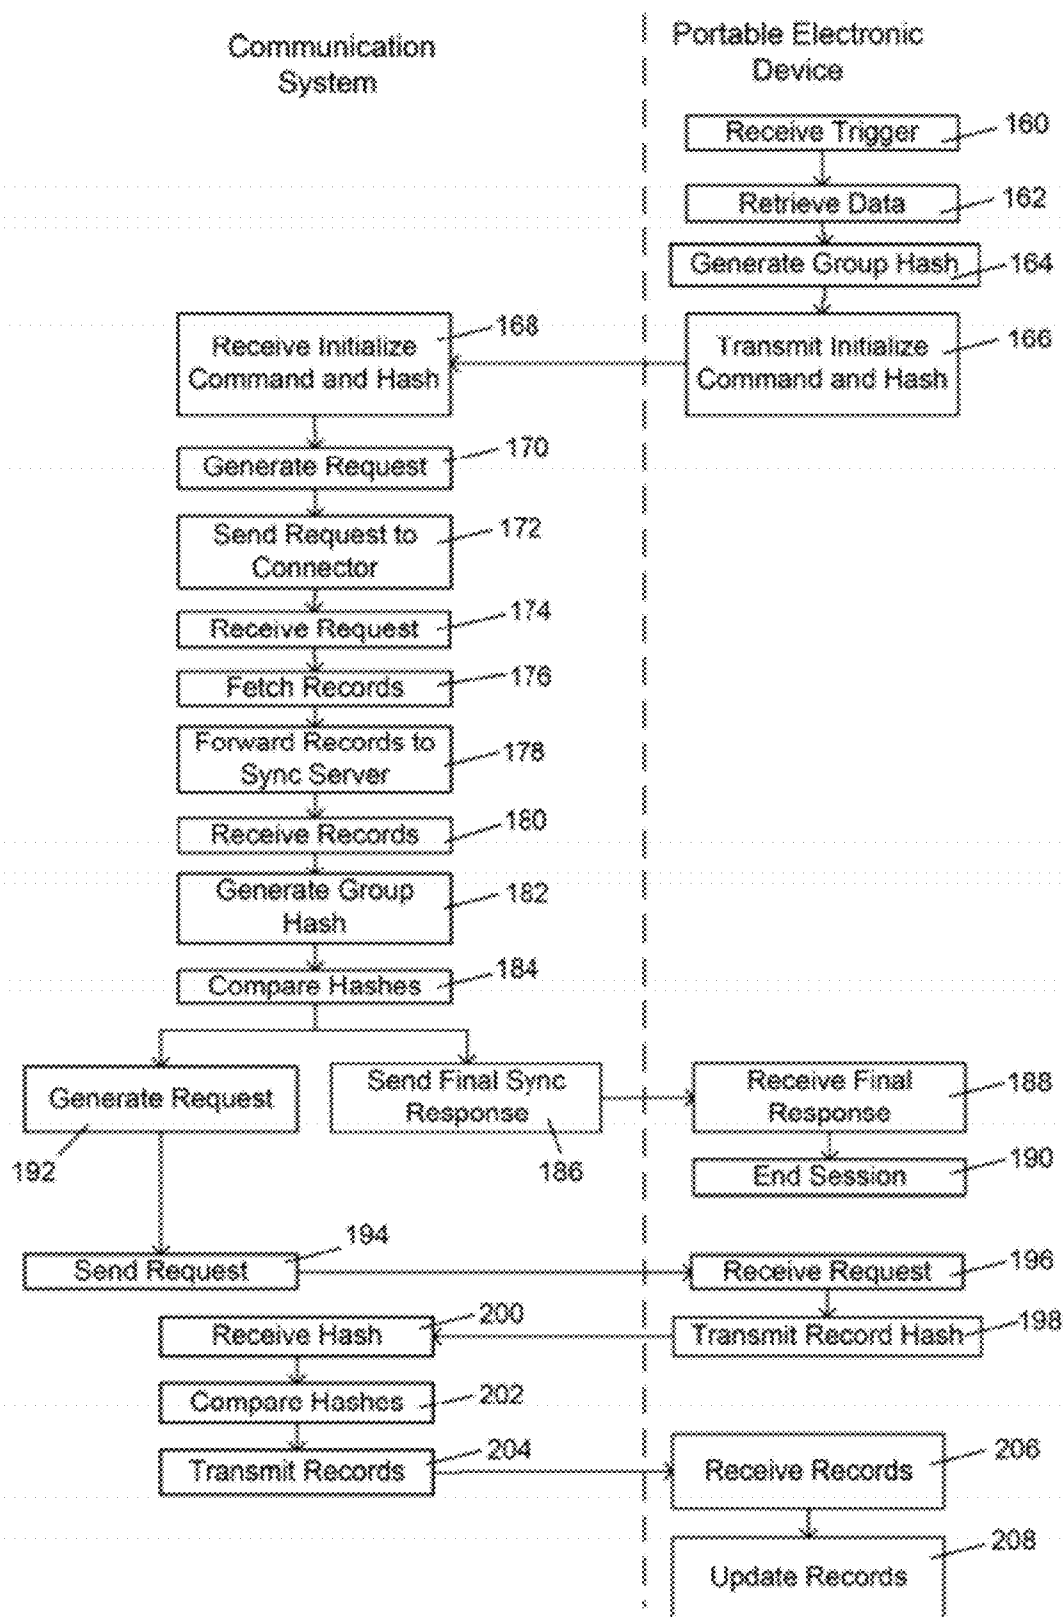 Communication
System
Portable Electronic
Device
Receive Trigger
160
Retrieve Data
162
Generate Group Hash
164
Transmit Initialize
Command and Hash
166
Receive Initialize
Command and Hash
168
Generate Request
170
Send Request to
Connector
172
Receive Request
174
Fetch Records
176
Forward Records to
Sync Server
178
Receive Records
180
Generate Group
Hash
182
Compare Hashes
184
Generate Request
192
Send Final Sync
Response
186
Receive Final
Response
188
End Session
190
Send Request
194
Receive Request
196
Transmit Record Hash
198
Receive Hash
200
Compare Hashes
202
Transmit Records
204
Receive Records
206
Update Records
208